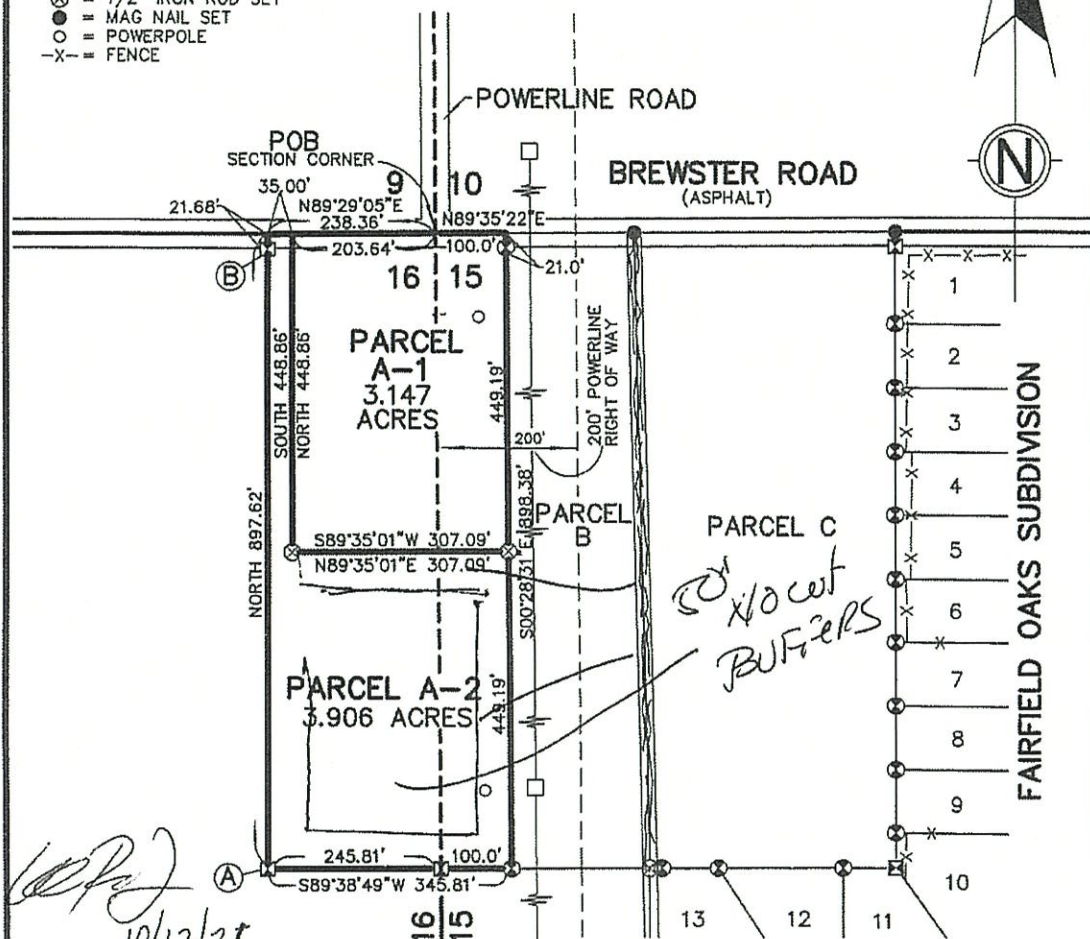 = 1/2" IRON ROD SET
= MAG NAIL SET
= POWERPOLE
-X- = FENCE
POWERLINE ROAD
POB
SECTION CORNER
9
10
BREWSTER ROAD
(ASPHALT)
N
35.00'
21.68'
N89°29'05"E
238.36'
N89°35'22"E
203.64'
100.0'
21.0'
B
16
15
1
2
3
4
5
6
7
8
9
10
11
12
13
FAIRFIELD OAKS SUBDIVISION
PARCEL
A-1
3.147
ACRES
SOUTH 448.86'
NORTH 448.86'
449.19'
200'
200' POWERLINE
RIGHT OF WAY
NORTH 897.62'
S89°35'01"W 307.09'
N89°35'01"E 307.09'
S00°28'31"E 898.38'
PARCEL
B
PARCEL C
50'
No cut
BUFFERS
PARCEL A-2
3.906 ACRES
449.19'
A
245.81'
100.0'
S89°38'49"W 345.81'
16
15